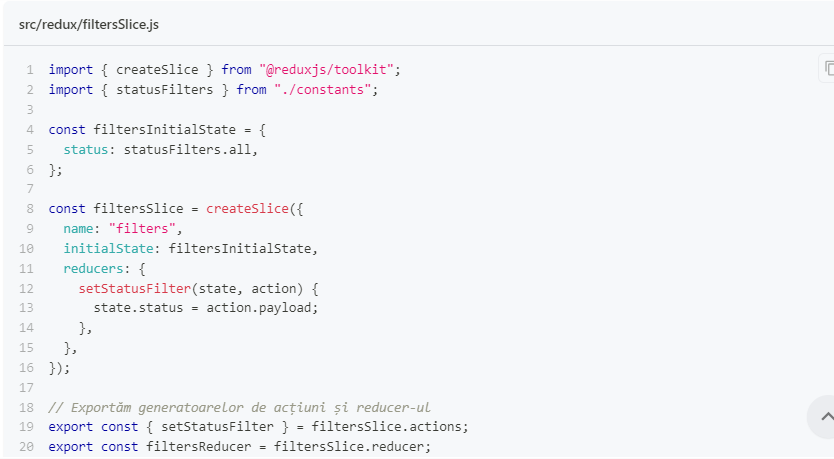 src/redux/filtersSlice.js
1 import { createSlice } from "@reduxjs/toolkit";
2 import { statusFilters } from "./constants";
3
4 const filtersInitialState = {
5   status: statusFilters.all,
6 };
7
8 const filtersSlice = createSlice({
9   name: "filters",
10   initialState: filtersInitialState,
11   reducers: {
12     setStatusFilter(state, action) {
13       state.status = action.payload;
14     },
15   },
16 });
17
18 // Exportăm generatoarelor de acțiuni și reducer-ul
19 export const { setStatusFilter } = filtersSlice.actions;
20 export const filtersReducer = filtersSlice.reducer;